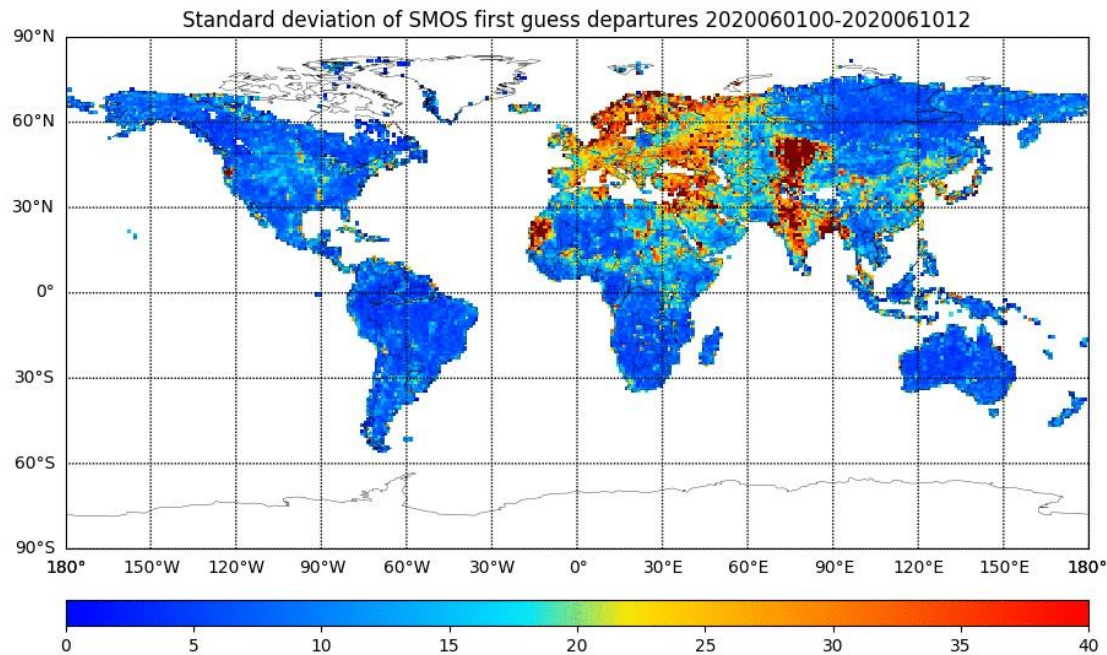 Standard deviation of SMOS first guess departures 2020060100-2020061012
90°N
60°N
30°N
0°
30°S
60°S
90°S
180° 150°W 120°W 90°W 60°W 30°W 0° 30°E 60°E 90°E 120°E 150°E 180°
0 5 10 15 20 25 30 35 40